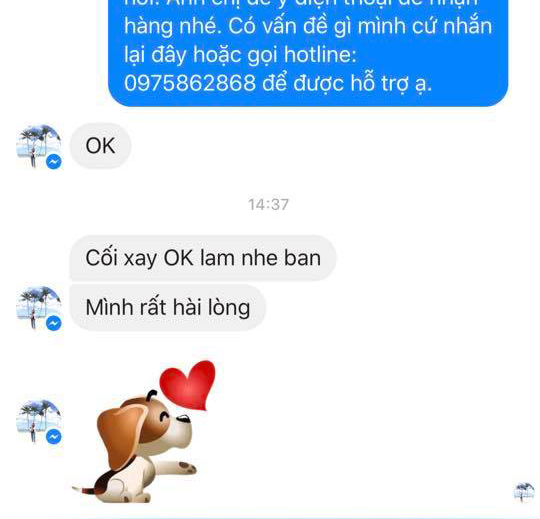 hàng nhé. Có vấn đề gì mình cứ nhắn
lại đây hoặc gọi hotline:
0975862868 để được hỗ trợ ạ.
OK
14:37
Cối xay OK lam nhe ban
Mình rất hài lòng